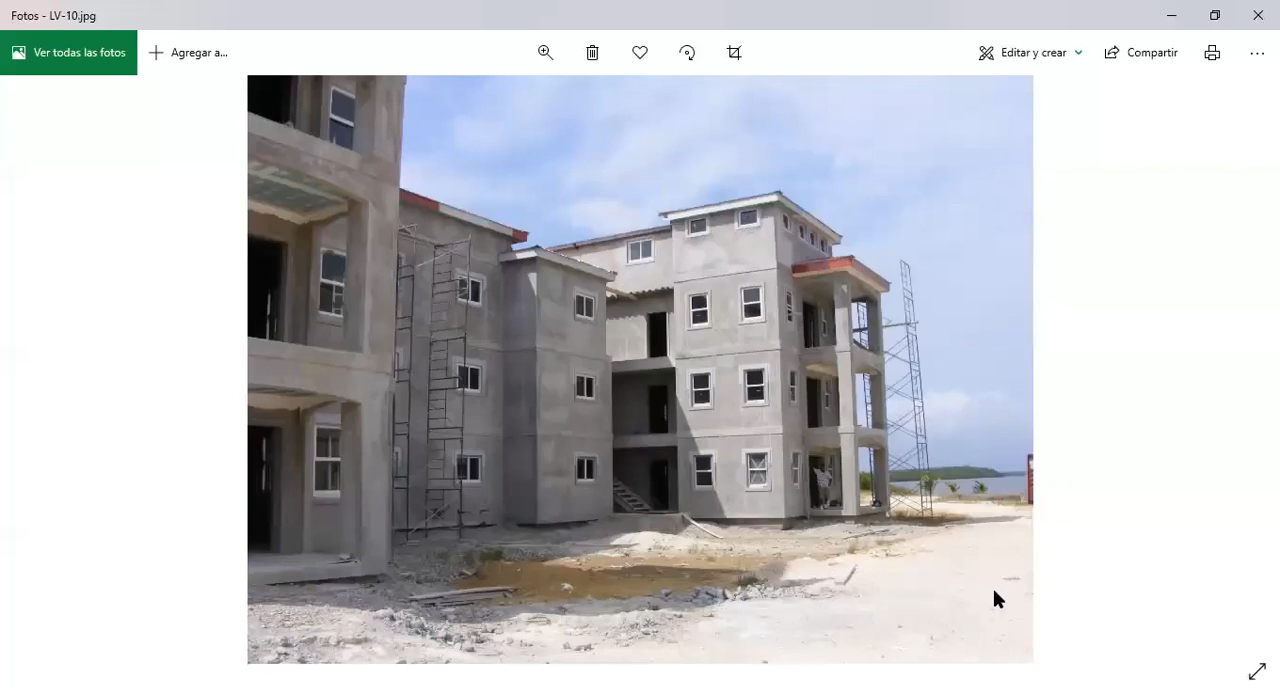 Fotos - LV-10.jpg
Ver todas las fotos
Agregar a...
Editar y crear
Compartir